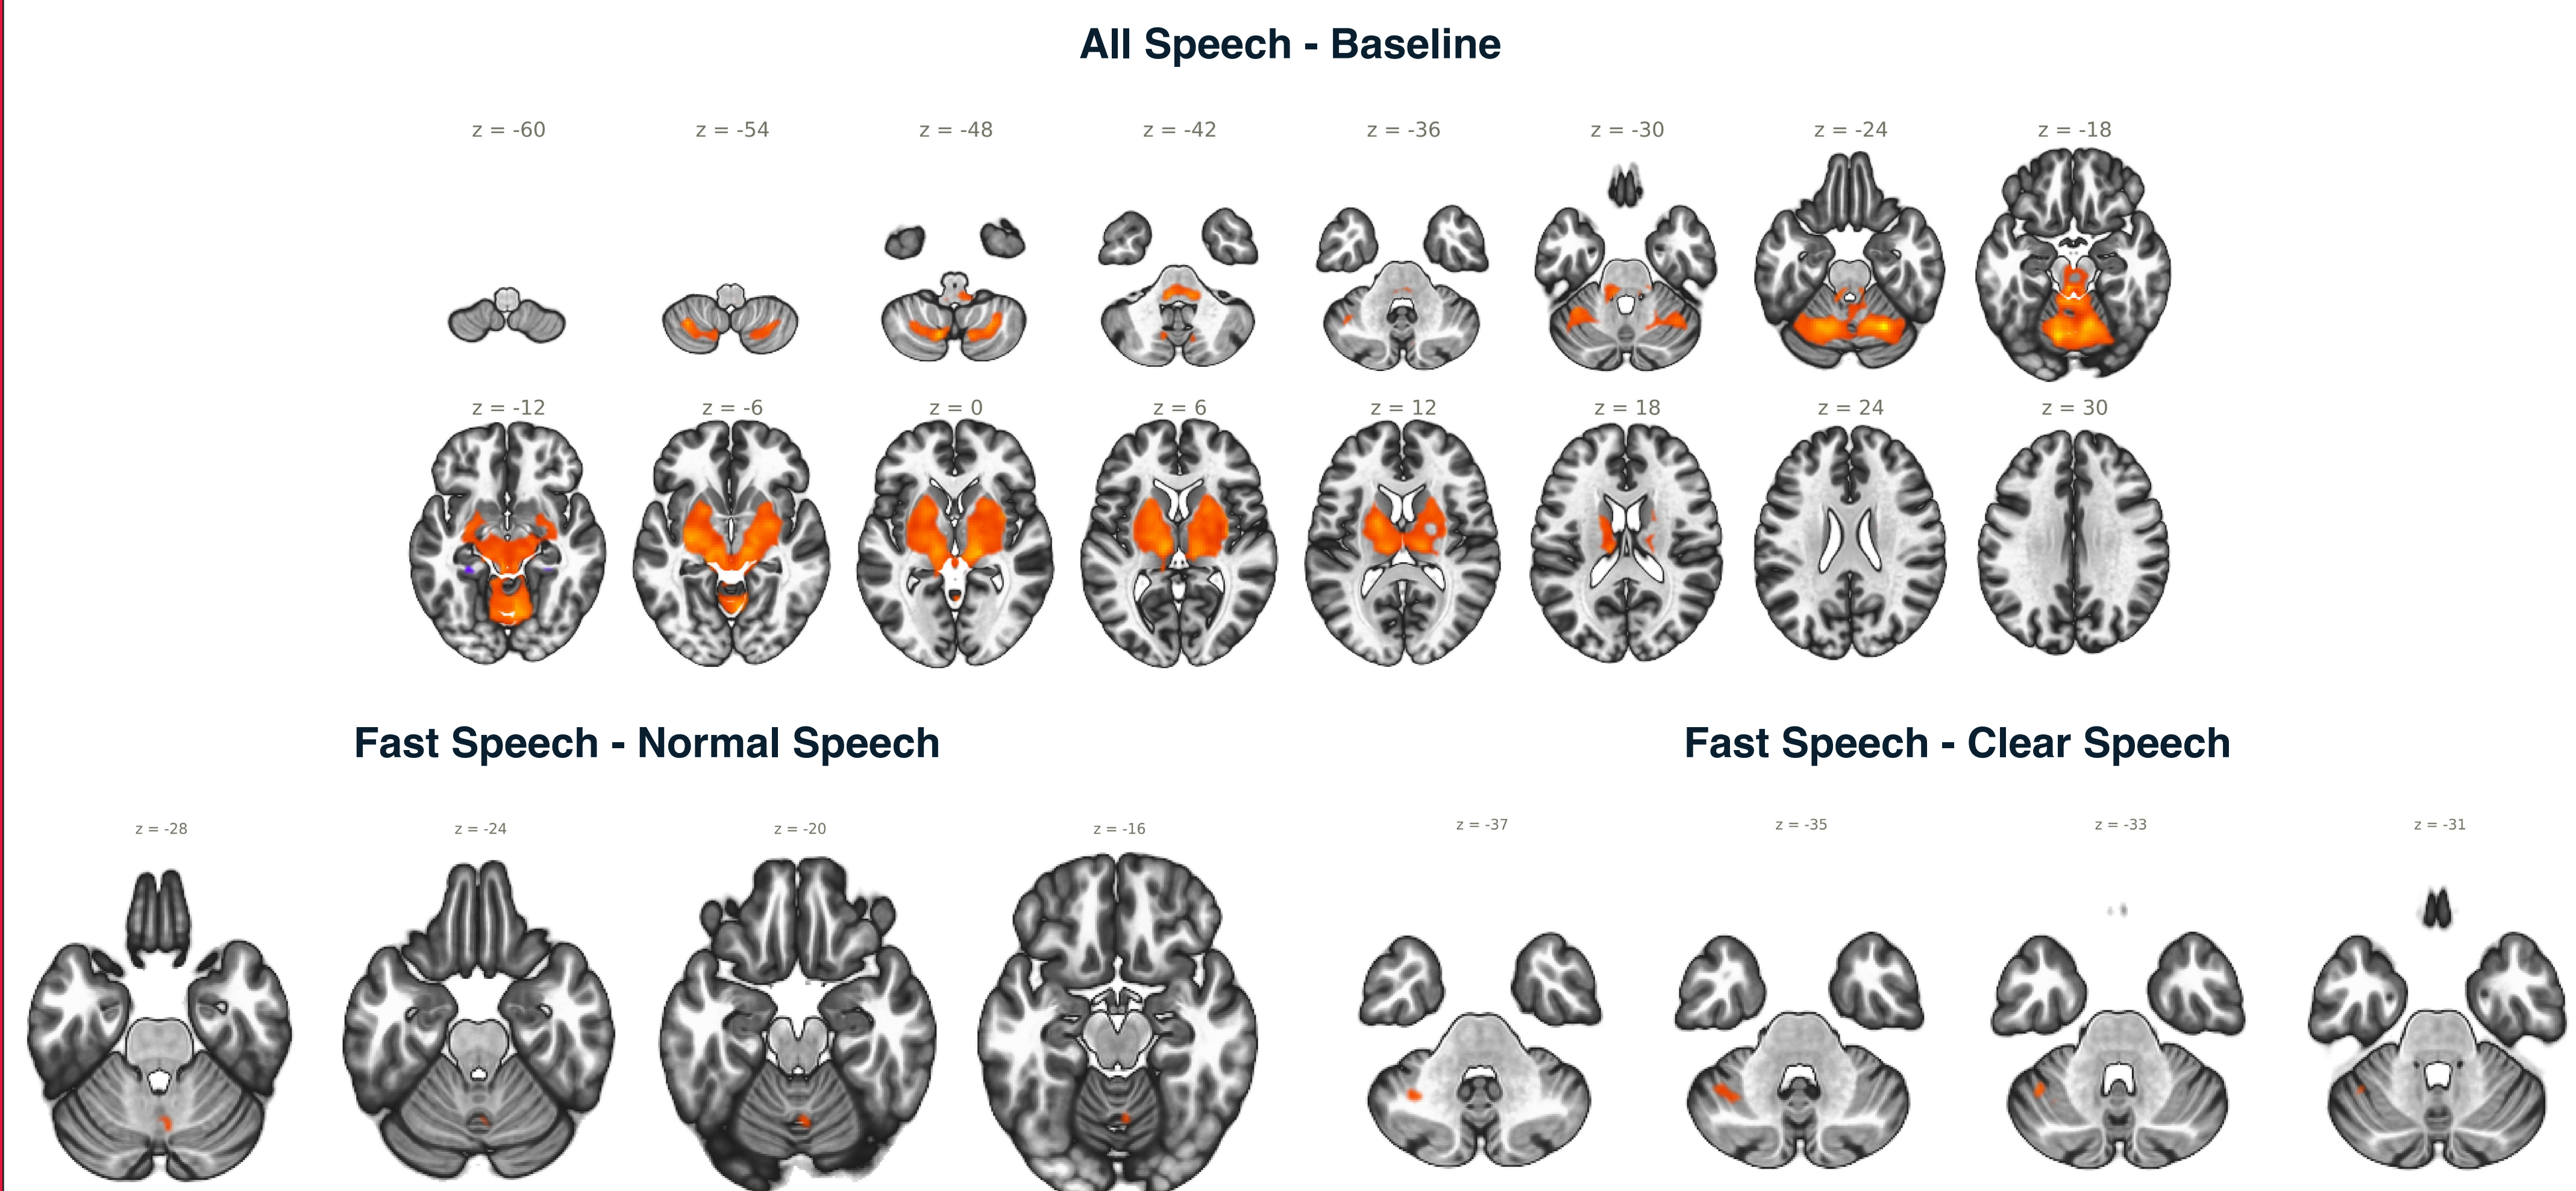 All Speech - Baseline
z = -60 z = -54 z = -48 z = -42 z = -36 z = -30 z = -24 z = -18
z = -12 z = -6 z = 0 z = 6 z = 12 z = 18 z = 24 z = 30
Fast Speech - Normal Speech
z = -28 z = -24 z = -20 z = -16
Fast Speech - Clear Speech
z = -37 z = -35 z = -33 z = -31